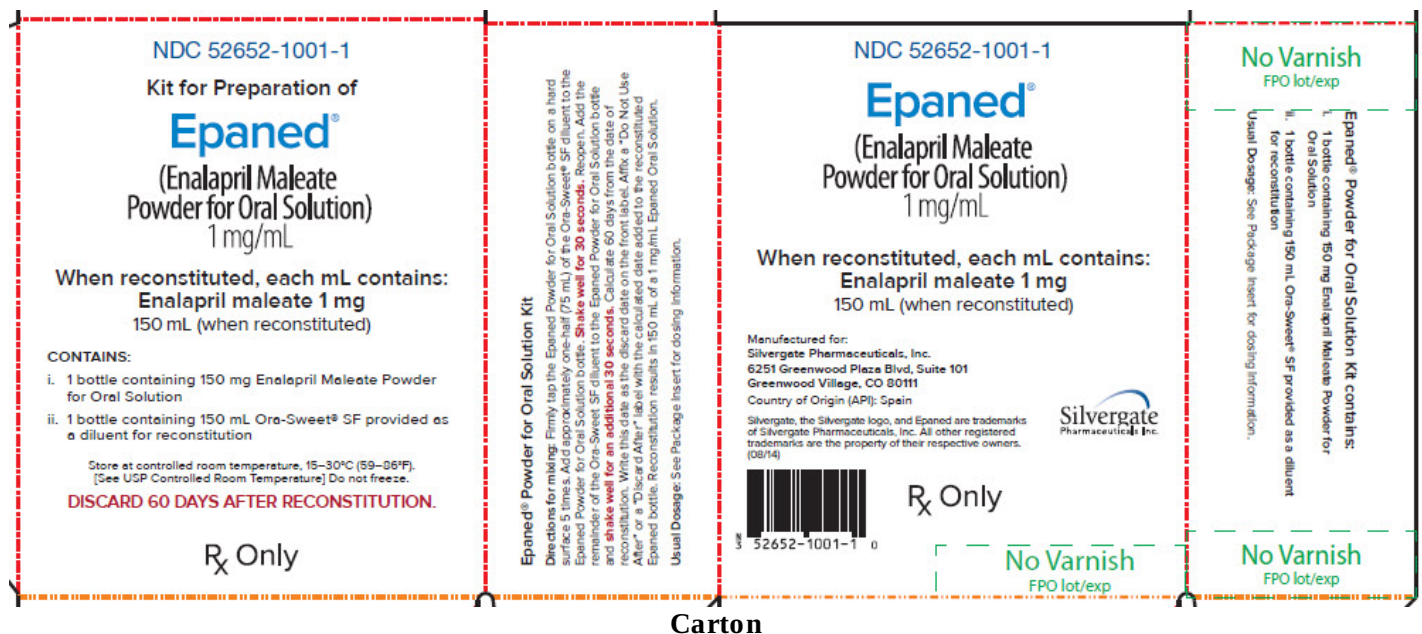 NDC 52652-1001-1
Kit for Preparation of
Epaned®
(Enalapril Maleate
Powder for Oral Solution)
1 mg/mL
When reconstituted, each mL contains:
Enalapril maleate 1 mg
150 mL (when reconstituted)
CONTAINS:
i. 1 bottle containing 150 mg Enalapril Maleate Powder
for Oral Solution
ii. 1 bottle containing 150 mL Ora-Sweet® SF provided as
a diluent for reconstitution
Store at controlled room temperature, 15–30°C (59–86°F).
[See USP Controlled Room Temperature] Do not freeze.
DISCARD 60 DAYS AFTER RECONSTITUTION.
Rx Only
Epaned® Powder for Oral Solution Kit
Directions for mixing: Firmly tap the Epaned Powder for Oral Solution bottle on a hard
surface 5 times. Add approximately one-half (75 mL) of the Ora-Sweet® SF diluent to the
Epaned Powder for Oral Solution bottle. Shake well for 30 seconds. Reopen. Add the
remainder of the Ora-Sweet SF diluent to the Epaned Powder for Oral Solution bottle
and shake well for an additional 30 seconds. Calculate 60 days from the date of
reconstitution. Write this date as the discard date on the front label. Affix a "Do Not Use
After" or a "Discard After" label with the calculated date added to the reconstituted
Epaned bottle. Reconstitution results in 150 mL of a 1 mg/mL Epaned Oral Solution.
Usual Dosage: See Package Insert for dosing Information.
NDC 52652-1001-1
Epaned®
(Enalapril Maleate
Powder for Oral Solution)
1 mg/mL
When reconstituted, each mL contains:
Enalapril maleate 1 mg
150 mL (when reconstituted)
Manufactured for:
Silvergate Pharmaceuticals, Inc.
6251 Greenwood Plaza Blvd, Suite 101
Greenwood Village, CO 80111
Country of Origin (API): Spain
Silvergate, the Silvergate logo, and Epaned are trademarks
of Silvergate Pharmaceuticals, Inc. All other registered
trademarks are the property of their respective owners.
(08/14)
Silvergate
Pharmaceuticals Inc.
3 52652-1001-1 0
Rx Only
No Varnish
FPO lot/exp
No Varnish
FPO lot/exp
Epaned® Powder for Oral Solution Kit contains:
i. 1 bottle containing 150 mg Enalapril Maleate Powder for
Oral Solution
ii. 1 bottle containing 150 mL Ora-Sweet® SF provided as a diluent
for reconstitution
Usual Dosage: See Package Insert for dosing Information.
No Varnish
FPO lot/exp
Carton